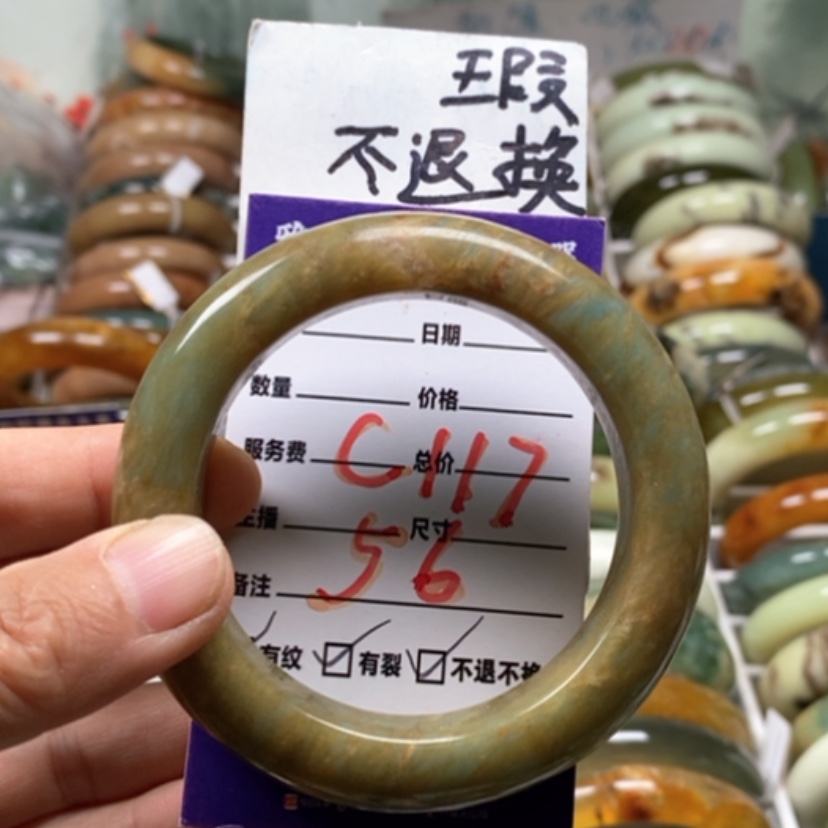 瑕
不退换
日期
数量 价格
服务费 总价
C117
主播 尺寸
56
备注
有纹 有裂 不退不换